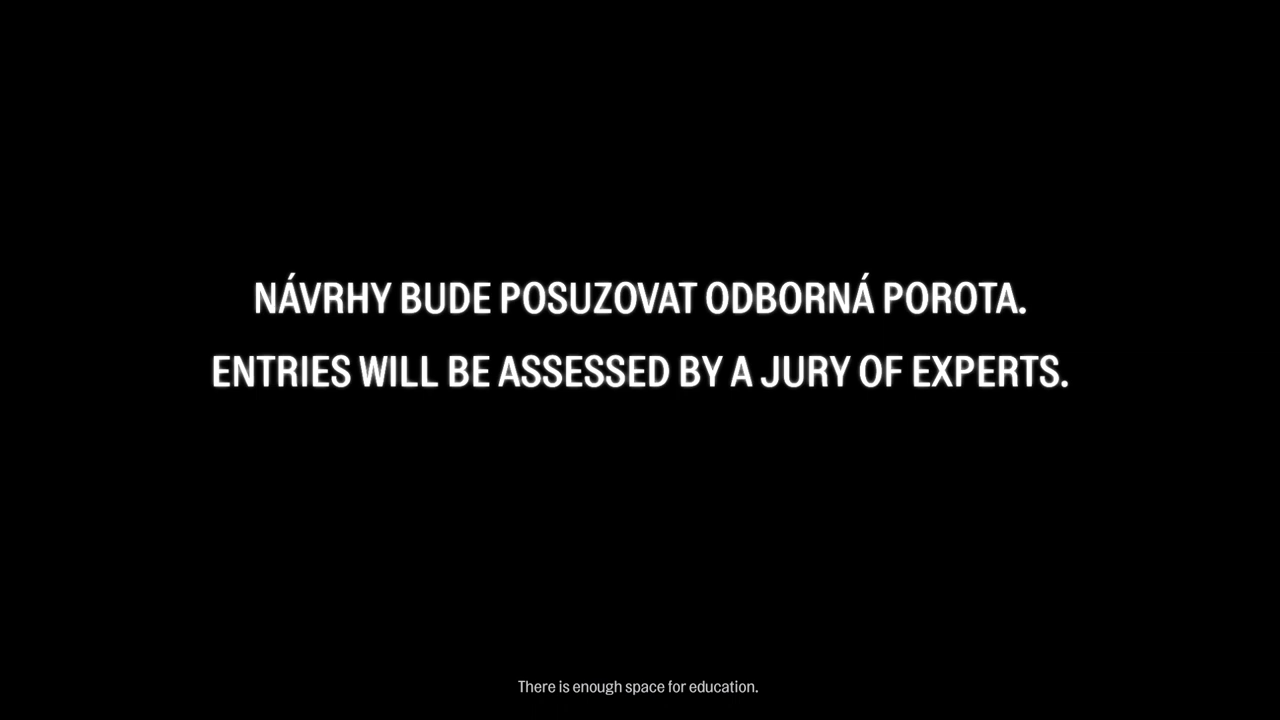 NÁVRHY BUDE POSUZOVAT ODBORNÁ POROTA.
ENTRIES WILL BE ASSESSED BY A JURY OF EXPERTS.
There is enough space for education.